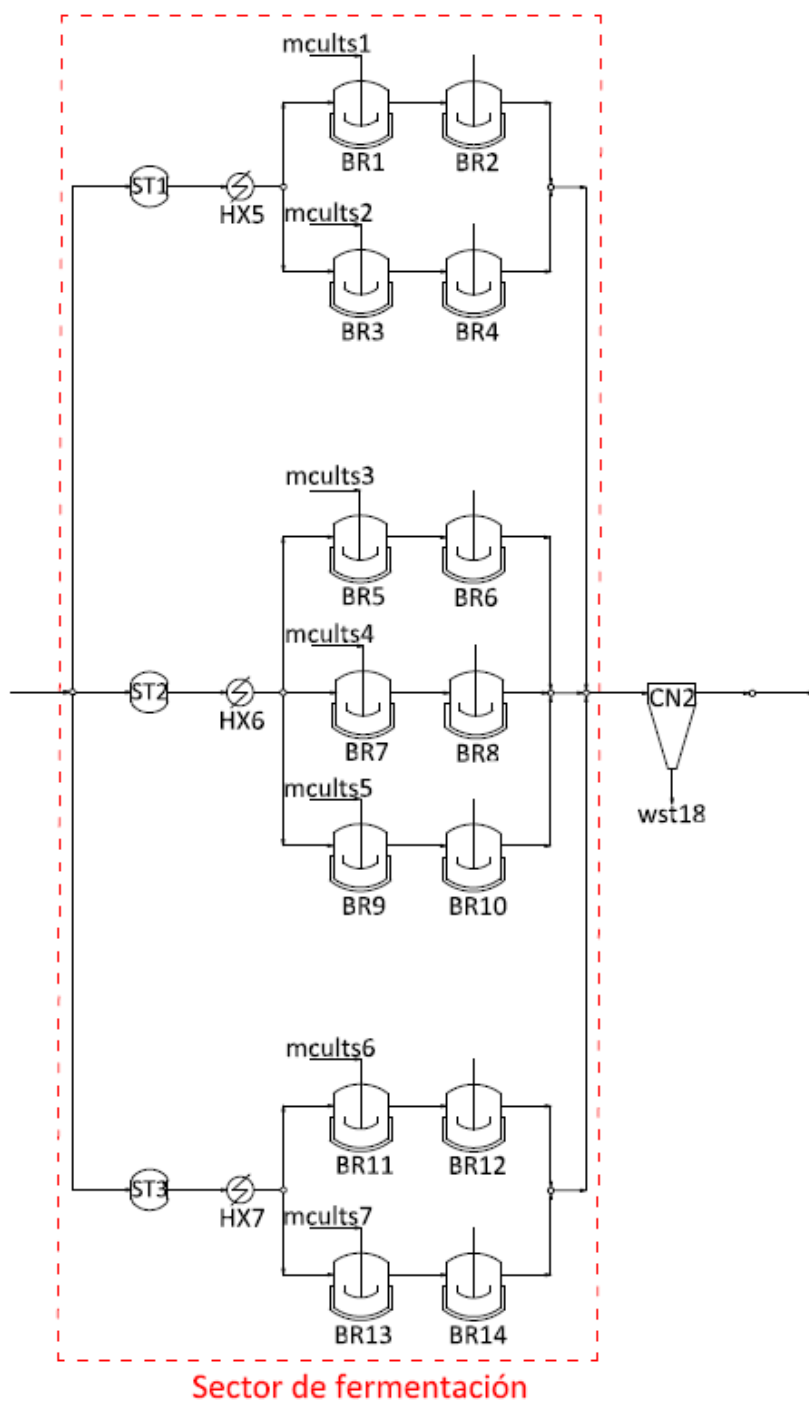 mcults1
BR1
BR2
ST1
HX5
mcults2
BR3
BR4
mcults3
BR5
BR6
mcults4
ST2
HX6
BR7
BR8
CN2
wst18
mcults5
BR9
BR10
mcults6
BR11
BR12
ST3
HX7
mcults7
BR13
BR14
Sector de fermentación